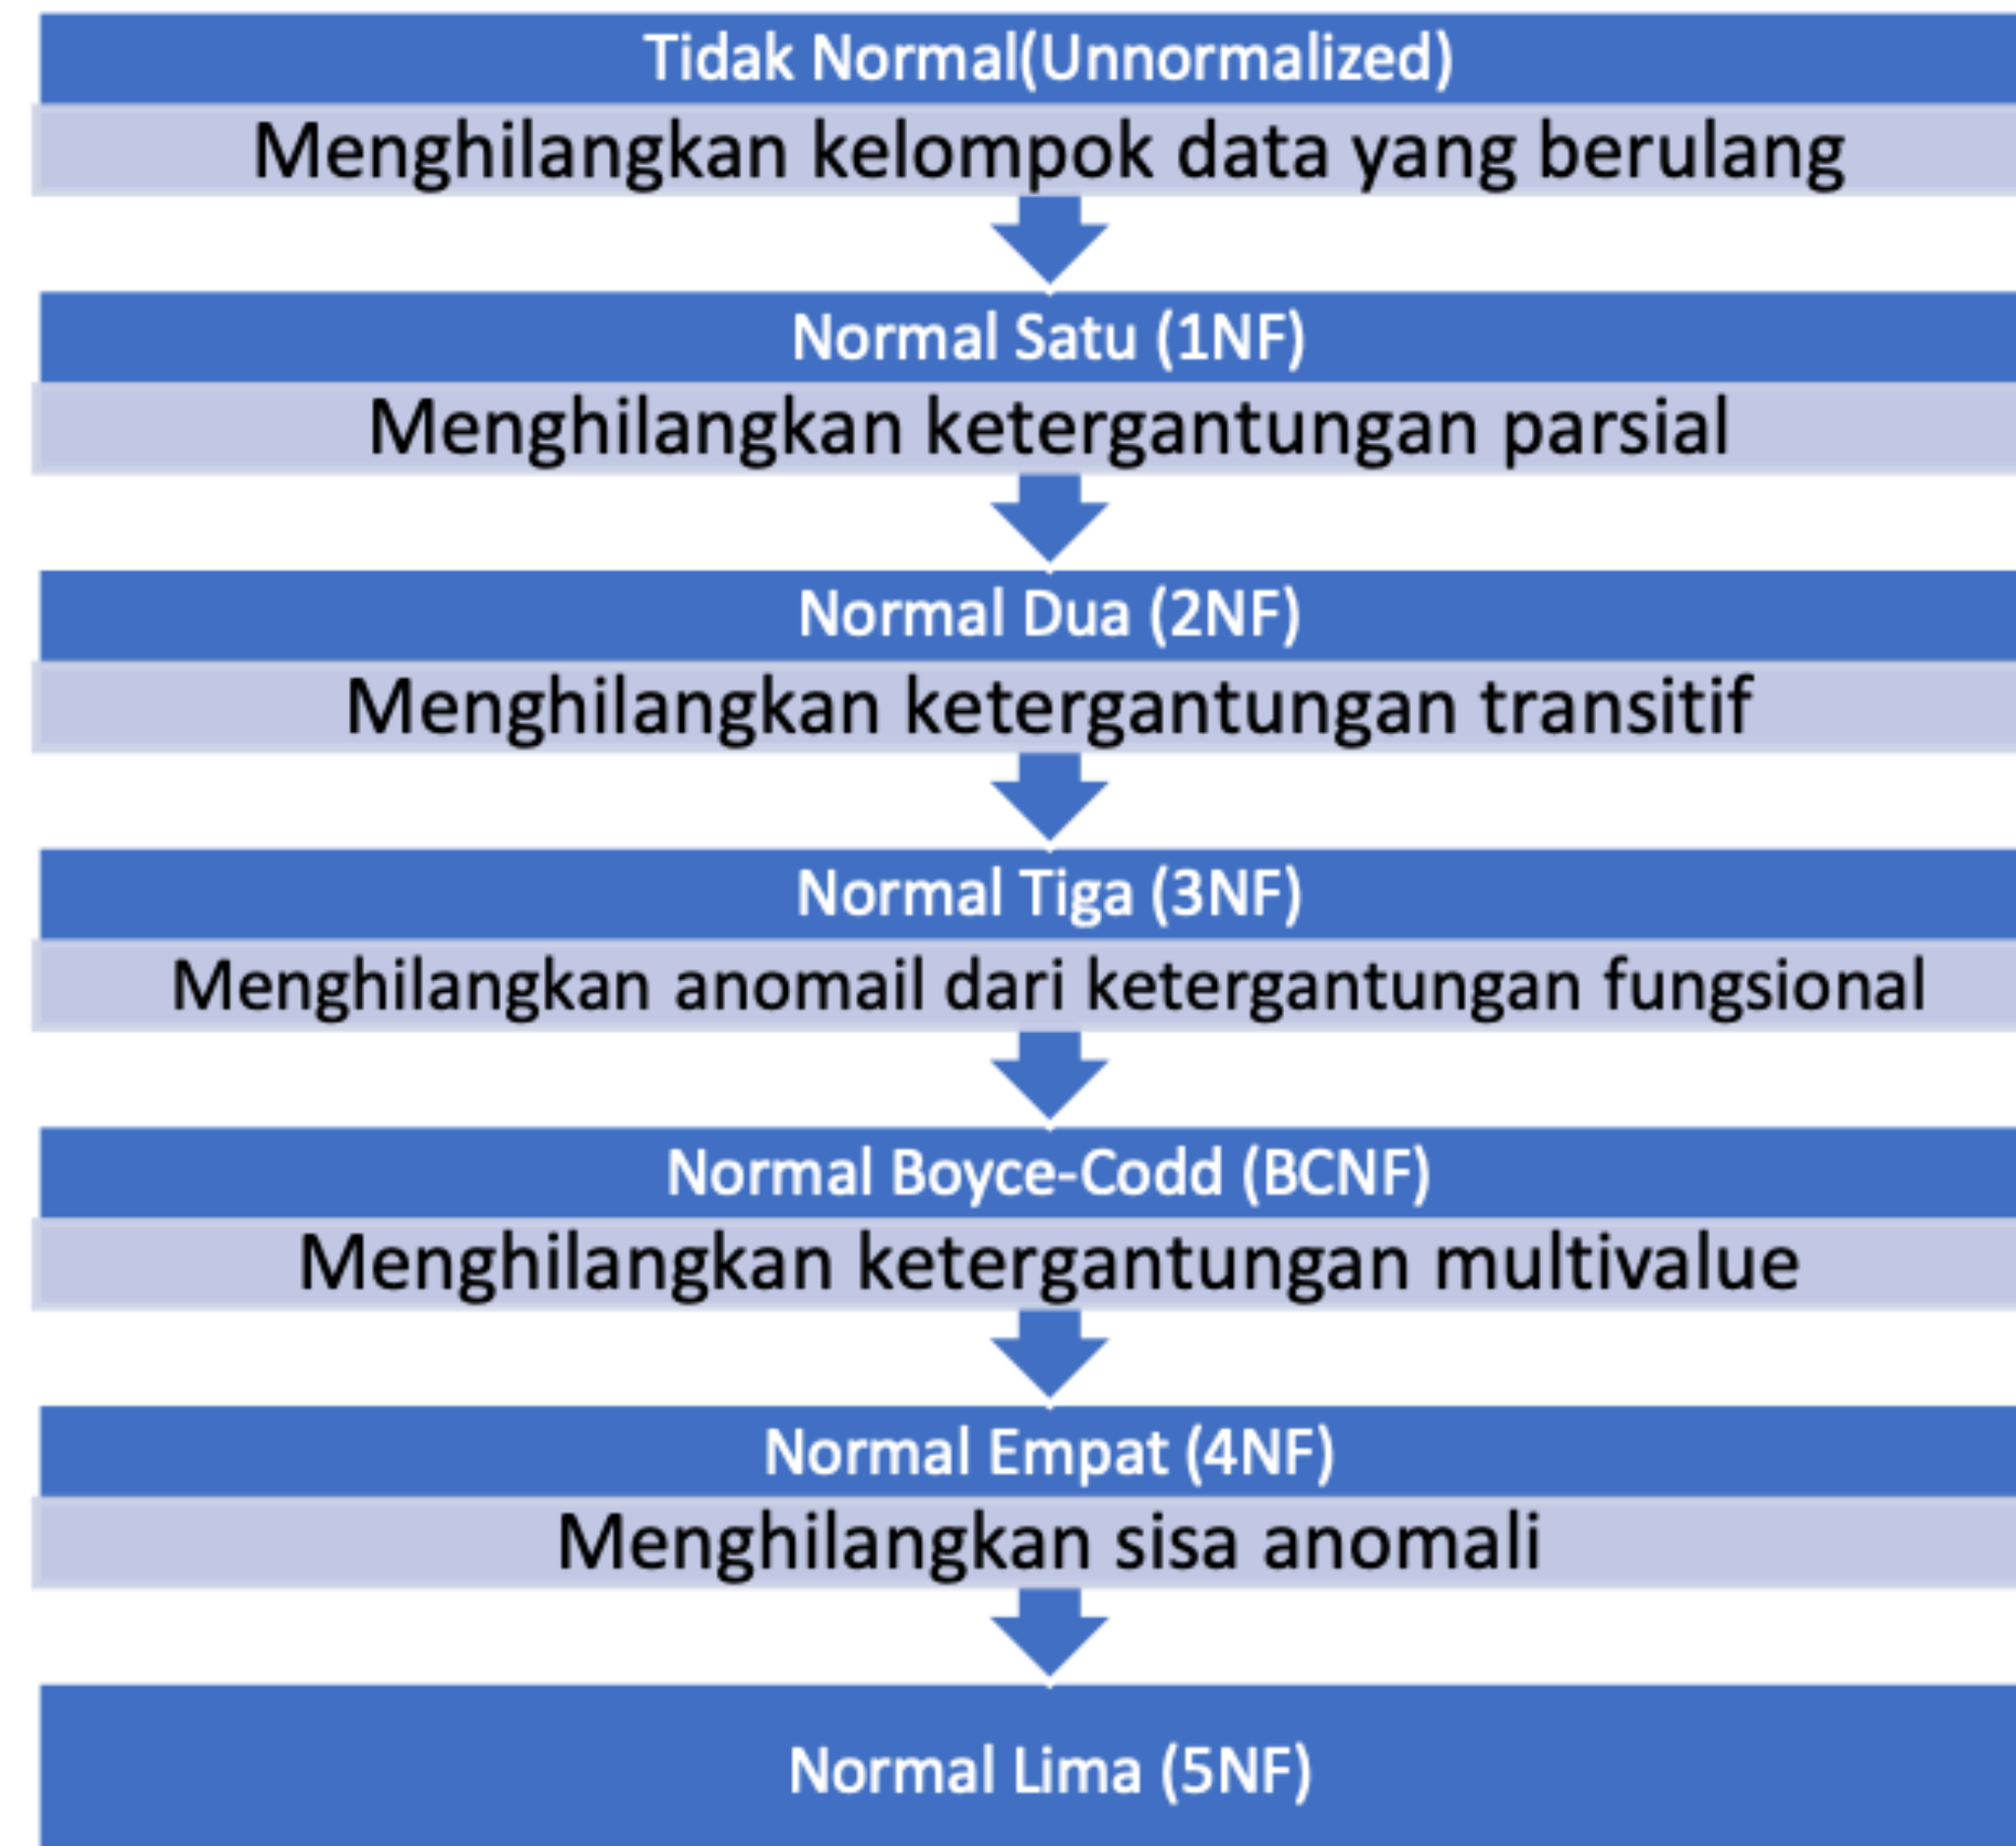 Tidak Normal(Unnormalized)
Menghilangkan kelompok data yang berulang
Normal Satu (1NF)
Menghilangkan ketergantungan parsial
Normal Dua (2NF)
Menghilangkan ketergantungan transitif
Normal Tiga (3NF)
Menghilangkan anomail dari ketergantungan fungsional
Normal Boyce-Codd (BCNF)
Menghilangkan ketergantungan multivalue
Normal Empat (4NF)
Menghilangkan sisa anomali
Normal Lima (5NF)